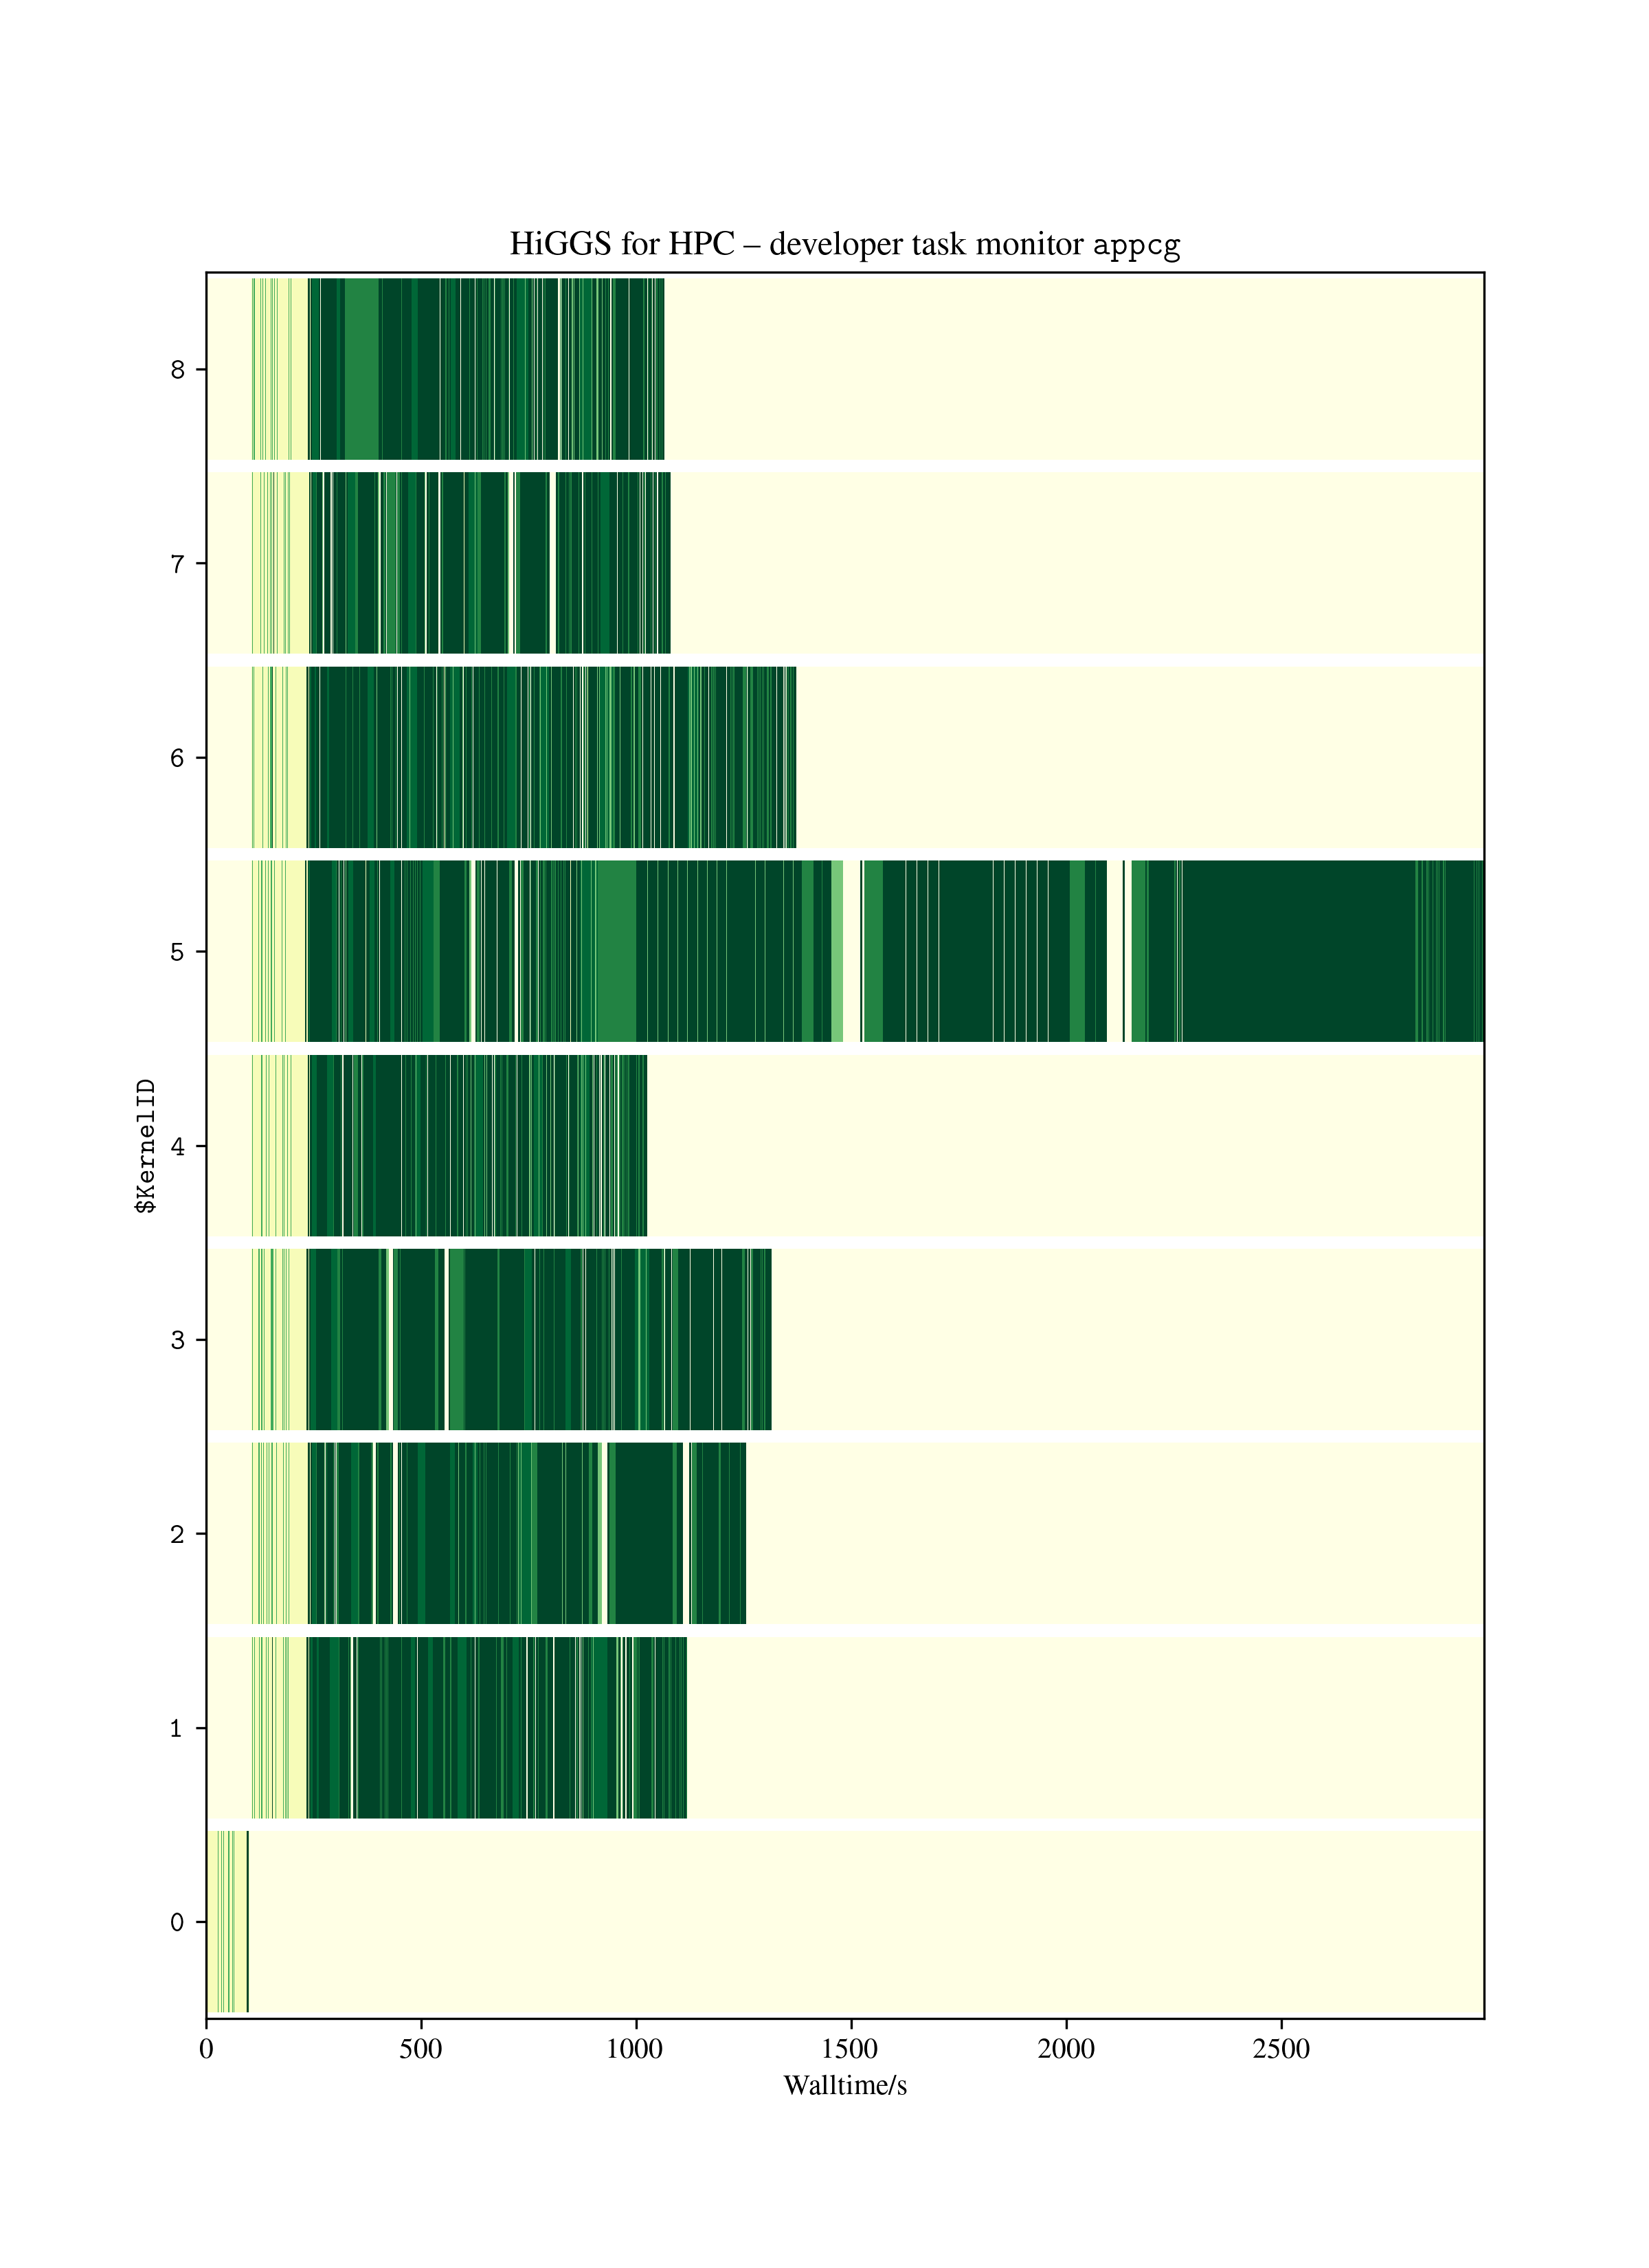 HiGGS for HPC – developer task monitor appcg
8
7
6
5
4
3
2
1
0
$KernelID
0 500 1000 1500 2000 2500
Walltime/s